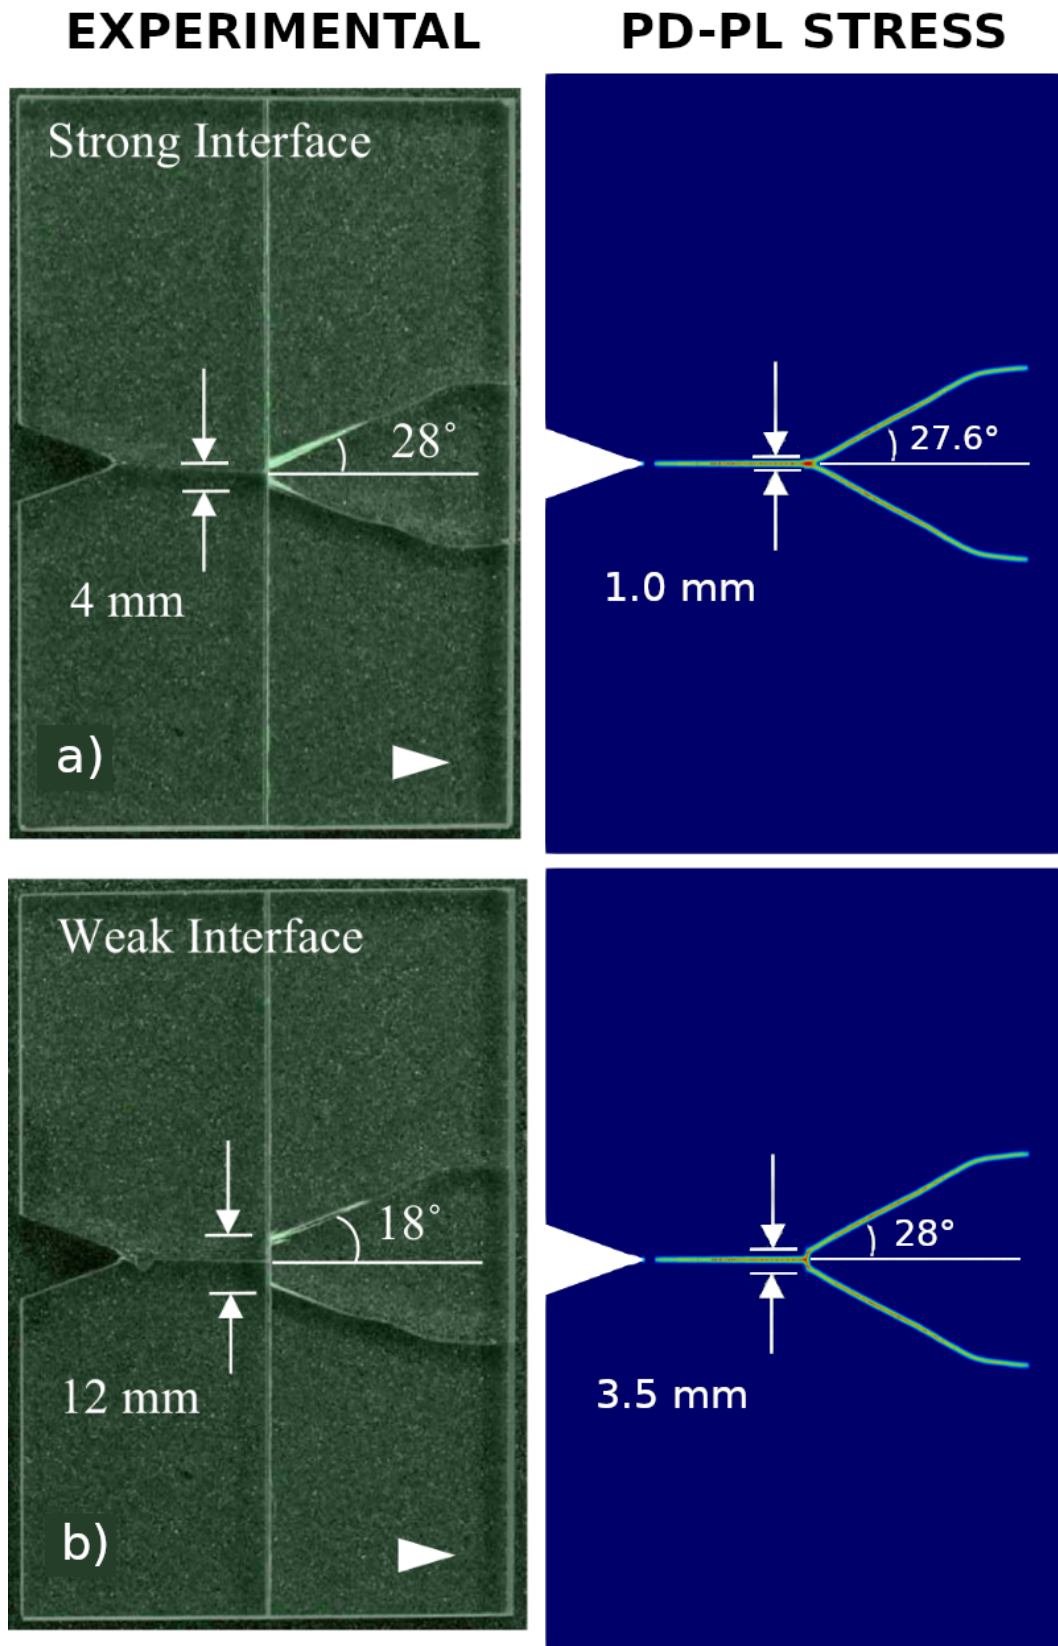 EXPERIMENTAL
PD-PL STRESS
Strong Interface
28°
4 mm
a)
27.6°
1.0 mm
Weak Interface
18°
12 mm
b)
28°
3.5 mm